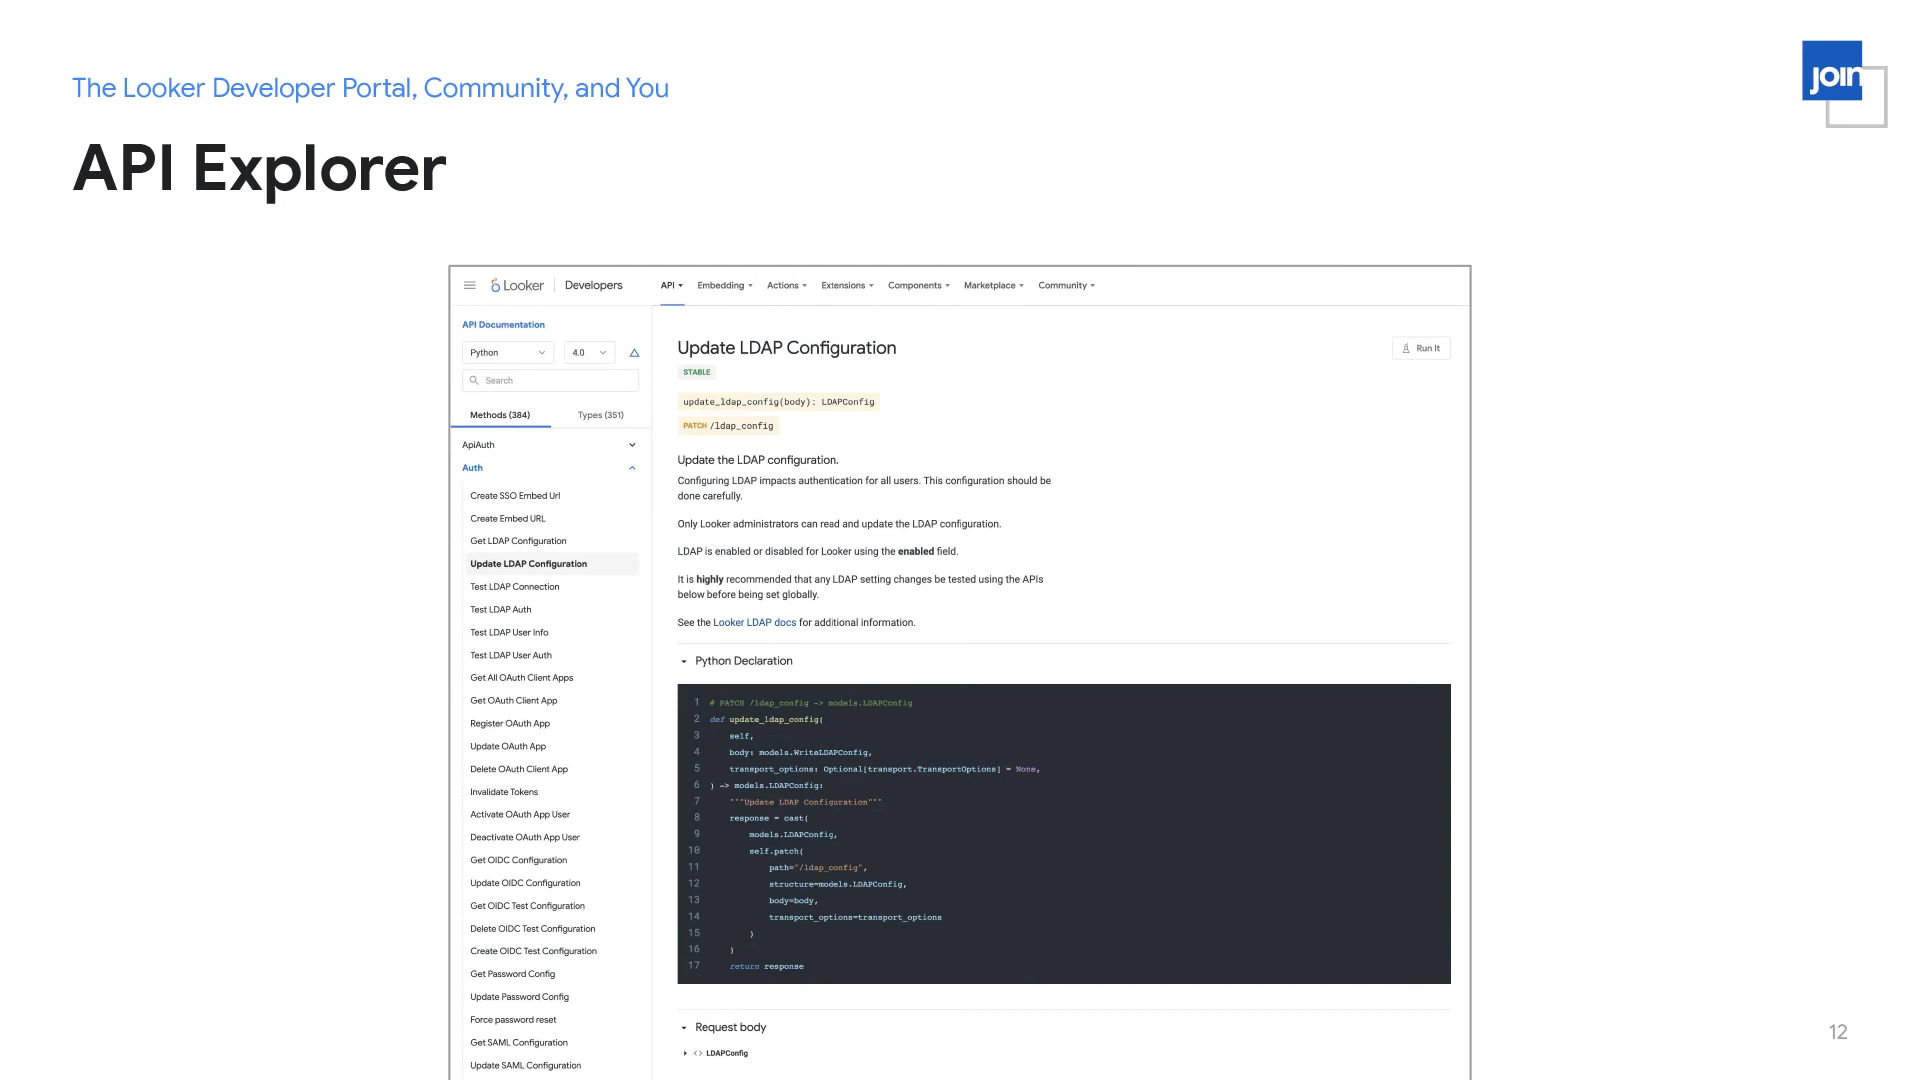 The Looker Developer Portal, Community, and You
join
API Explorer
Looker
Developers
API
Embedding
Actions
Extensions
Components
Marketplace
Community
API Documentation
Python
4.0
Search
Methods (384)
Types (351)
ApiAuth
Auth
Create SSO Embed Url
Create Embed URL
Get LDAP Configuration
Update LDAP Configuration
Test LDAP Connection
Test LDAP Auth
Test LDAP User Info
Test LDAP User Auth
Get All OAuth Client Apps
Get OAuth Client App
Register OAuth App
Update OAuth App
Delete OAuth Client App
Invalidate Tokens
Activate OAuth App User
Deactivate OAuth App User
Get OIDC Configuration
Update OIDC Configuration
Get OIDC Test Configuration
Delete OIDC Test Configuration
Create OIDC Test Configuration
Get Password Config
Update Password Config
Force password reset
Get SAML Configuration
Update SAML Configuration
Update LDAP Configuration
Run It
STABLE
update_ldap_config(body): LDAPConfig
PATCH /ldap_config
Update the LDAP configuration.
Configuring LDAP impacts authentication for all users. This configuration should be
done carefully.
Only Looker administrators can read and update the LDAP configuration.
LDAP is enabled or disabled for Looker using the enabled field.
It is highly recommended that any LDAP setting changes be tested using the APIs
below before being set globally.
See the Looker LDAP docs for additional information.
Python Declaration
1 # PATCH /ldap_config -> models.LDAPConfig
2 def update_ldap_config(
3 self,
4 body: models.WriteLDAPConfig,
5 transport_options: Optional[transport.TransportOptions] = None,
6 ) -> models.LDAPConfig:
7 """Update LDAP Configuration"""
8 response = cast(
9 models.LDAPConfig,
10 self.patch(
11 path="/ldap_config",
12 structure=models.LDAPConfig,
13 body=body,
14 transport_options=transport_options
15 )
16 )
17 return response
Request body
<> LDAPConfig
12